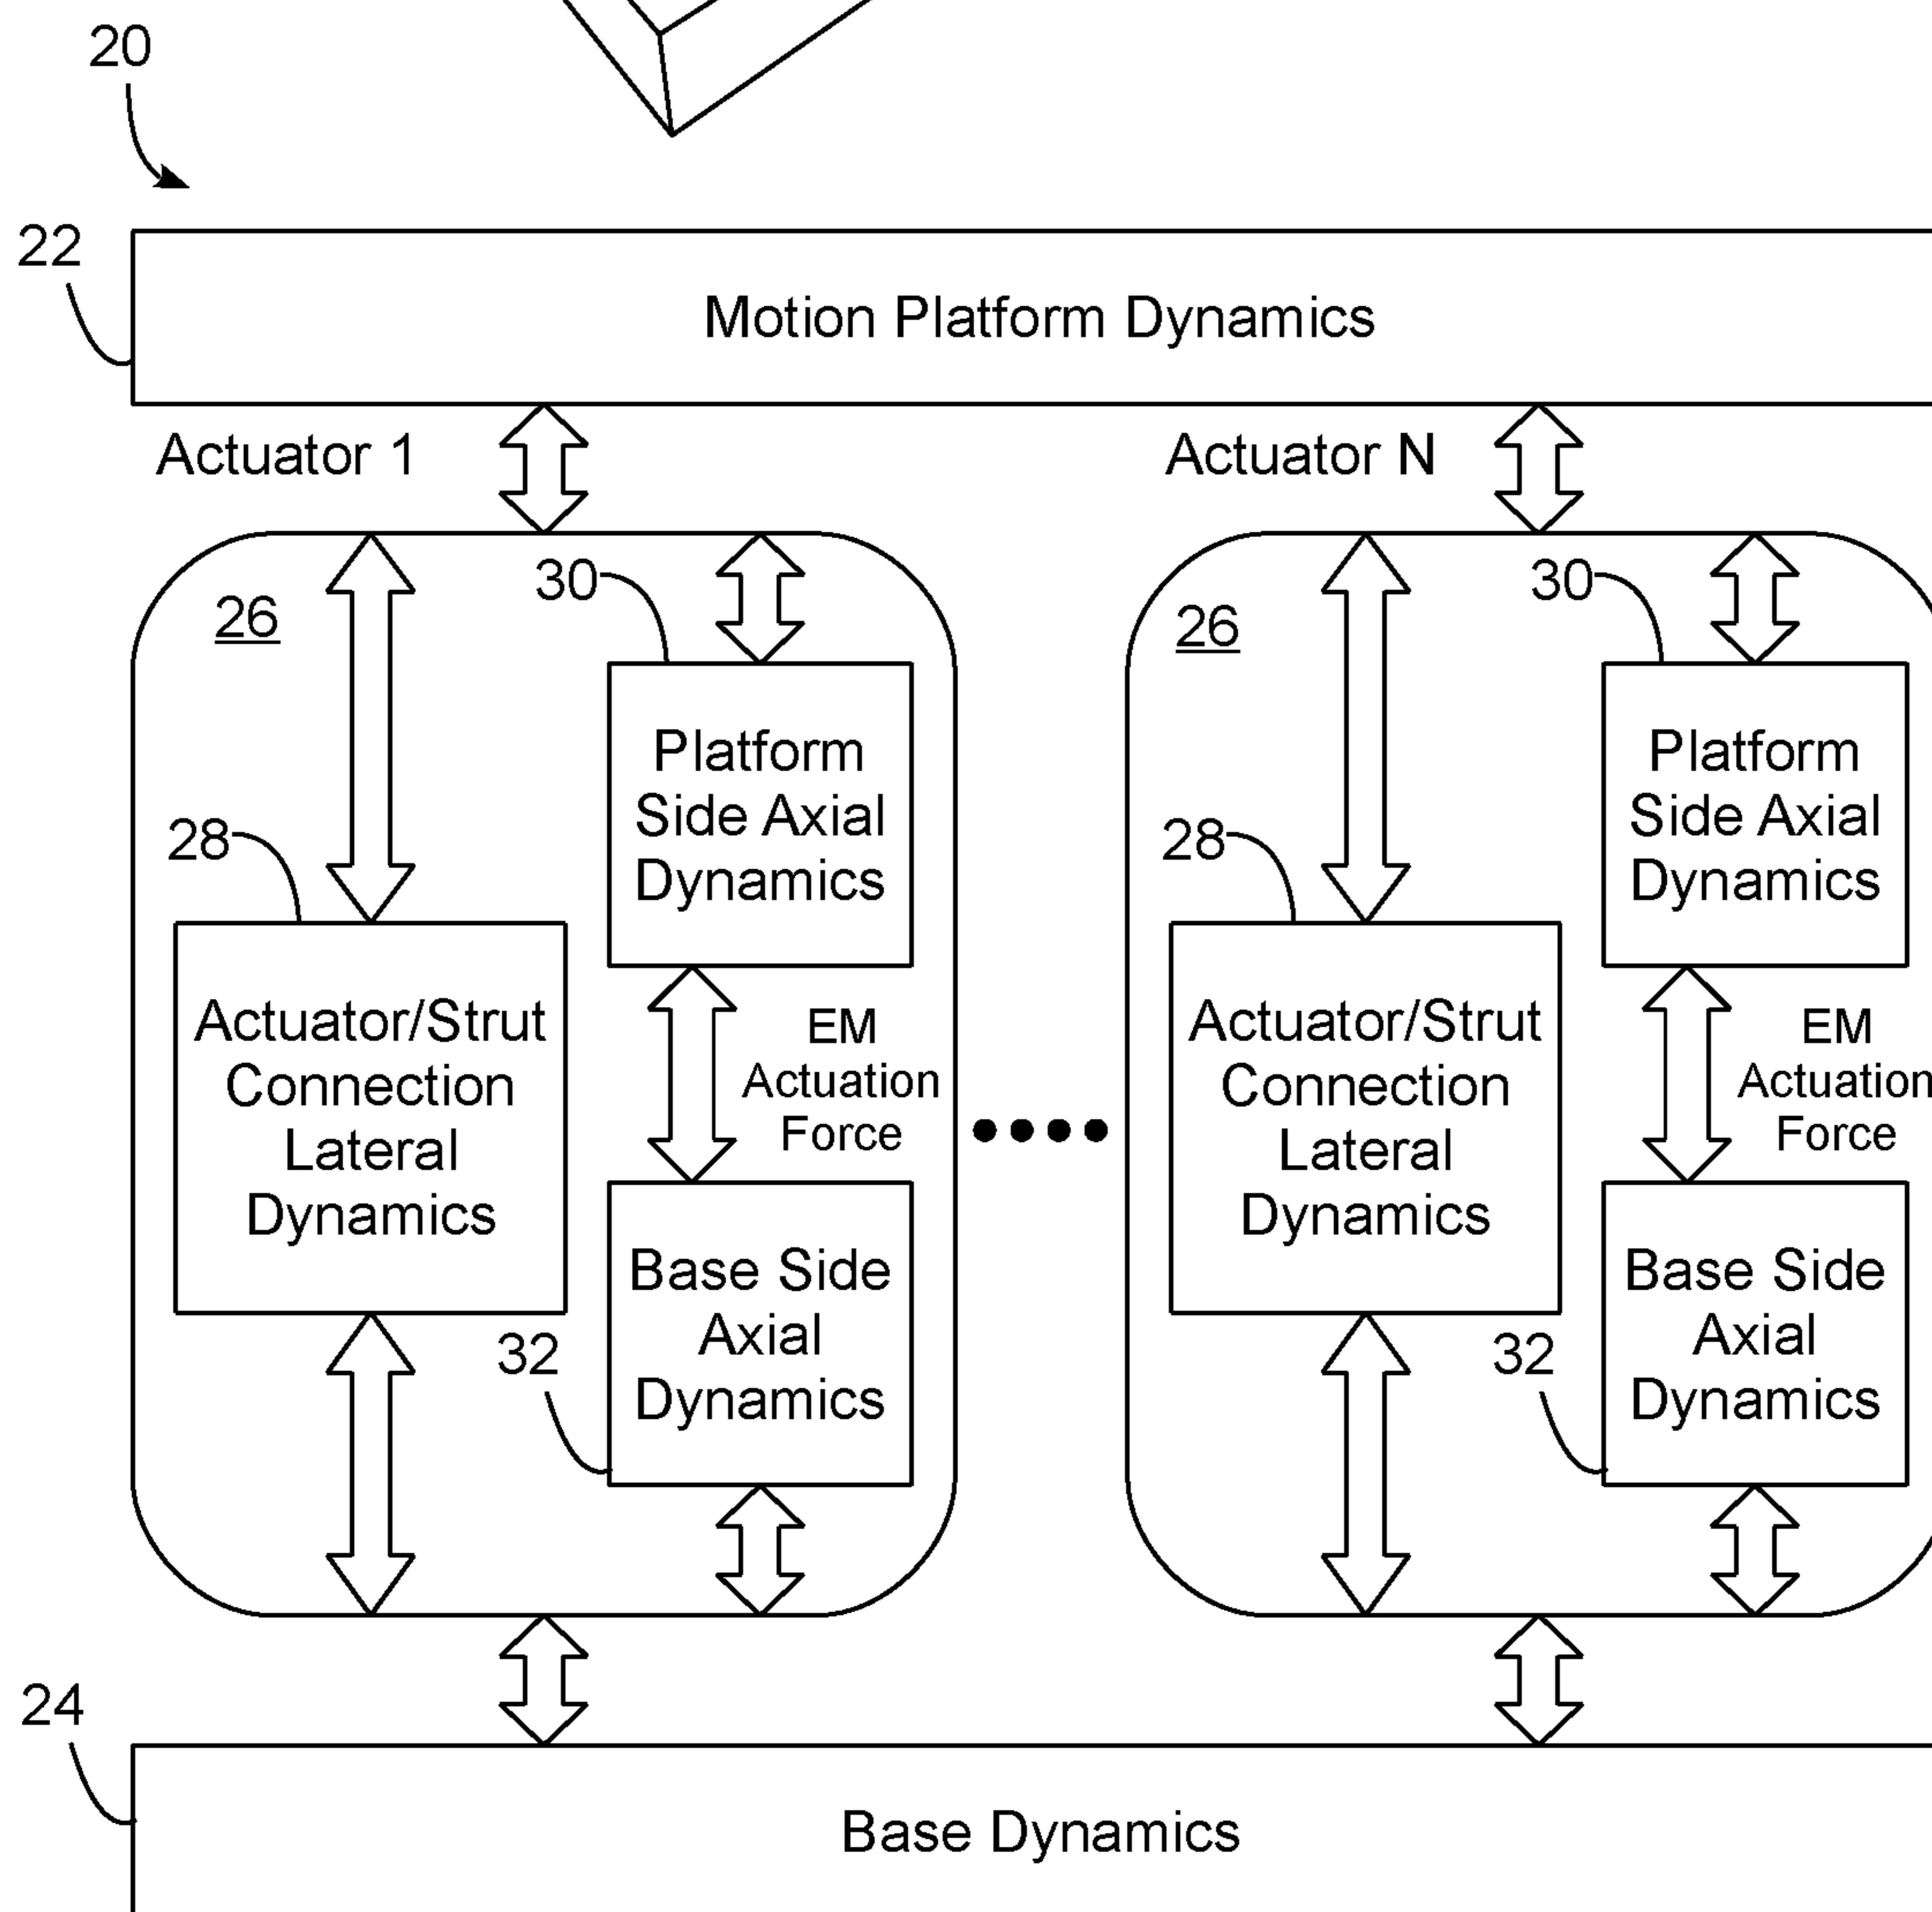 20
22
Motion Platform Dynamics
Actuator 1
Actuator N
26
30
Platform
Side Axial
Dynamics
28
Actuator/Strut
Connection
Lateral
Dynamics
EM
Actuation
Force
32
Base Side
Axial
Dynamics
26
30
Platform
Side Axial
Dynamics
28
Actuator/Strut
Connection
Lateral
Dynamics
EM
Actuation
Force
32
Base Side
Axial
Dynamics
24
Base Dynamics